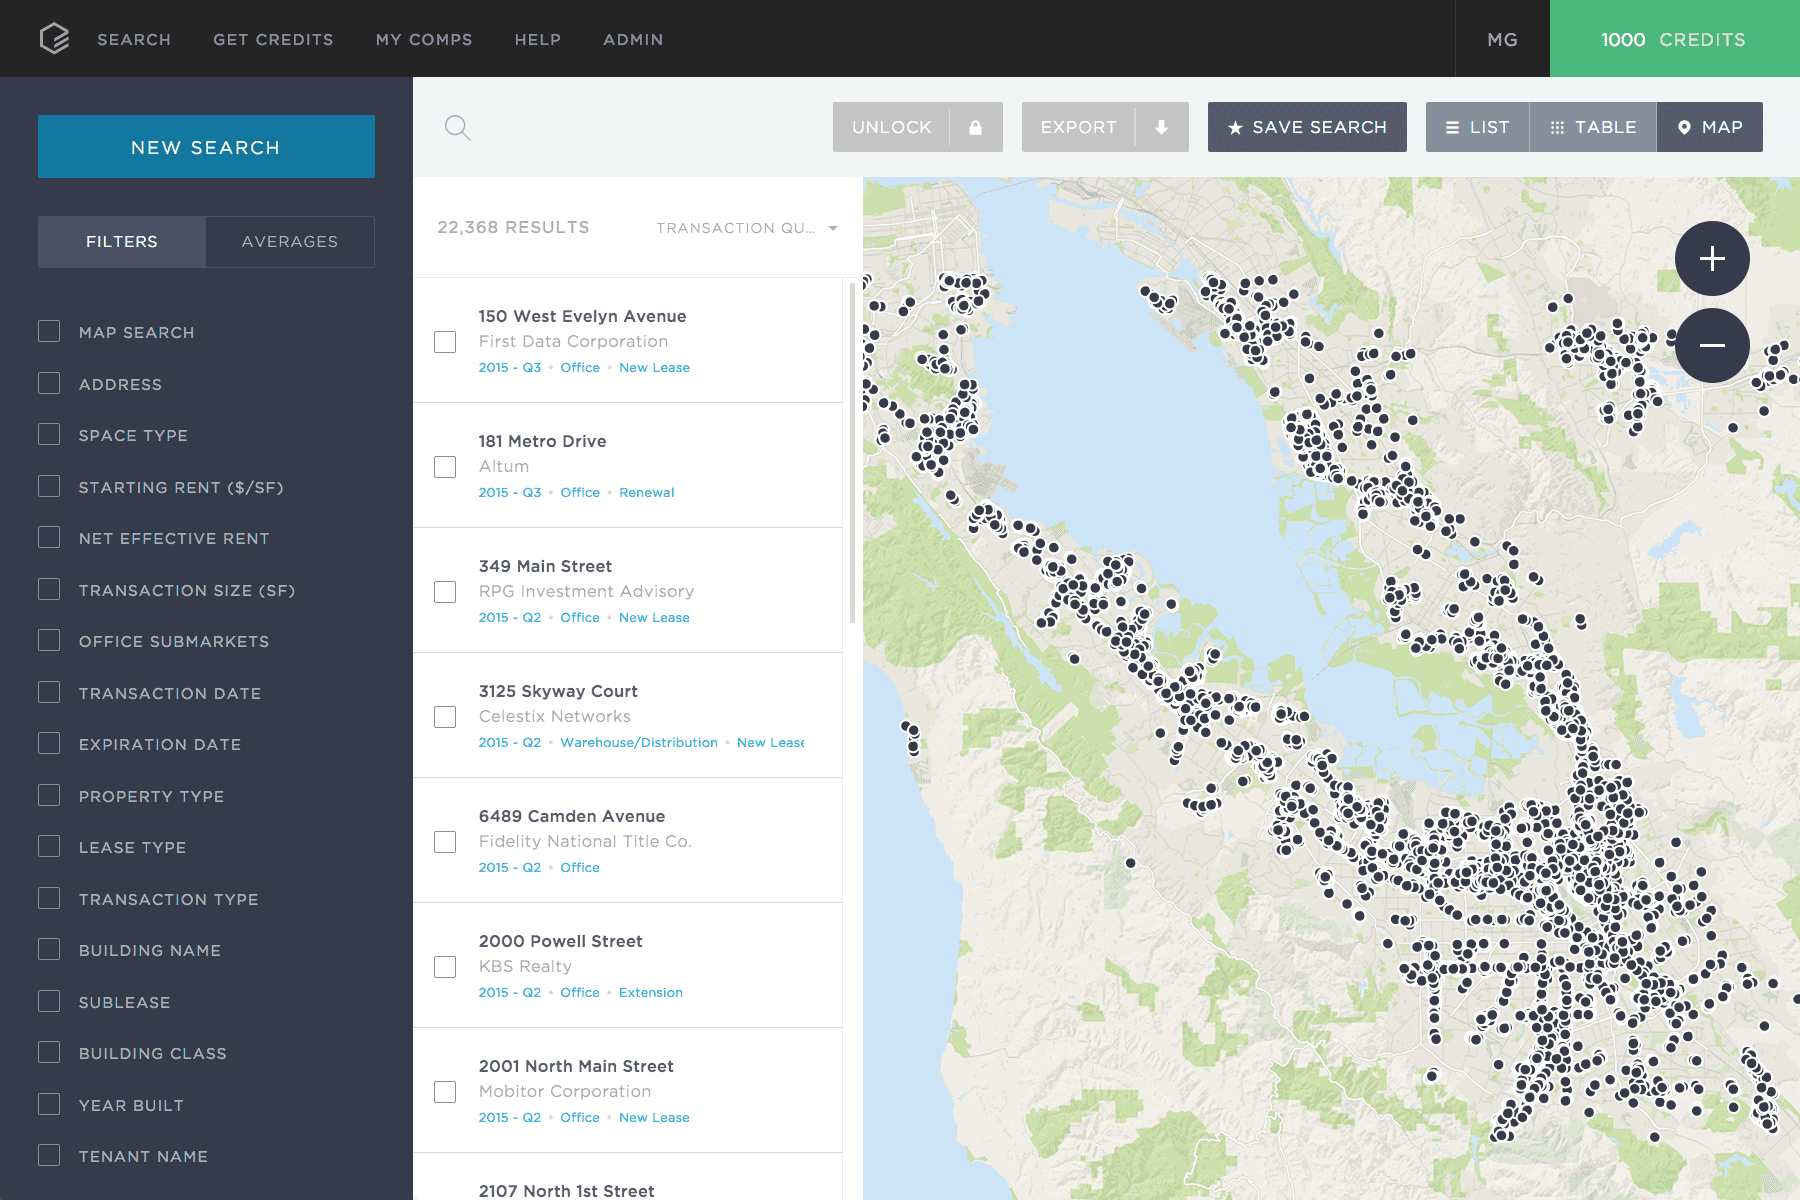 SEARCH GET CREDITS MY COMPS HELP ADMIN MG 1000 CREDITS
NEW SEARCH
FILTERS AVERAGES
MAP SEARCH
ADDRESS
SPACE TYPE
STARTING RENT ($/SF)
NET EFFECTIVE RENT
TRANSACTION SIZE (SF)
OFFICE SUBMARKETS
TRANSACTION DATE
EXPIRATION DATE
PROPERTY TYPE
LEASE TYPE
TRANSACTION TYPE
BUILDING NAME
SUBLEASE
BUILDING CLASS
YEAR BUILT
TENANT NAME
UNLOCK EXPORT SAVE SEARCH LIST TABLE MAP
22,368 RESULTS TRANSACTION QU...
150 West Evelyn Avenue
First Data Corporation
2015 - Q3 • Office • New Lease
181 Metro Drive
Altum
2015 - Q3 • Office • Renewal
349 Main Street
RPG Investment Advisory
2015 - Q2 • Office • New Lease
3125 Skyway Court
Celestix Networks
2015 - Q2 • Warehouse/Distribution • New Lease
6489 Camden Avenue
Fidelity National Title Co.
2015 - Q2 • Office
2000 Powell Street
KBS Realty
2015 - Q2 • Office • Extension
2001 North Main Street
Mobitor Corporation
2015 - Q2 • Office • New Lease
2107 North 1st Street